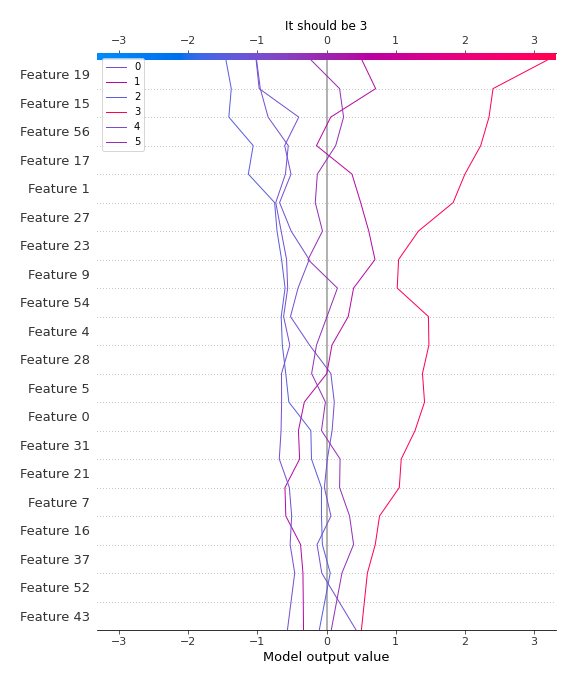 It should be 3
−3 −2 −1 0 1 2 3
0
1
2
3
4
5
Feature 19
Feature 15
Feature 56
Feature 17
Feature 1
Feature 27
Feature 23
Feature 9
Feature 54
Feature 4
Feature 28
Feature 5
Feature 0
Feature 31
Feature 21
Feature 7
Feature 16
Feature 37
Feature 52
Feature 43
−3 −2 −1 0 1 2 3
Model output value